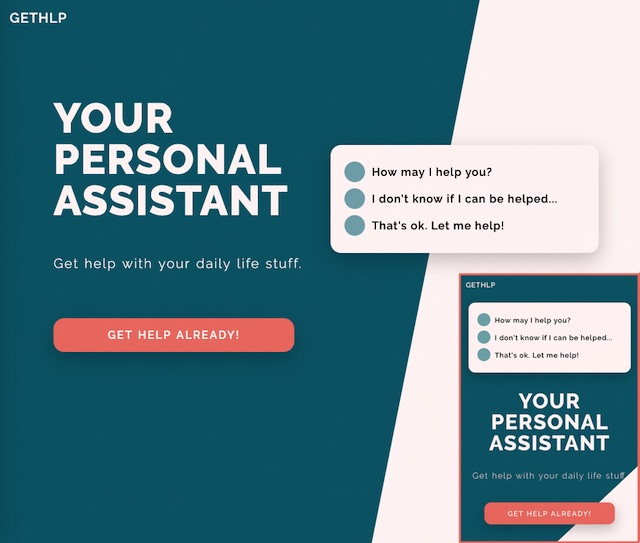 GETHLP
YOUR
PERSONAL
ASSISTANT
Get help with your daily life stuff.
GET HELP ALREADY!
How may I help you?
I don't know if I can be helped...
That's ok. Let me help!
GETHLP
How may I help you?
I don't know if I can be helped...
That's ok. Let me help!
YOUR
PERSONAL
ASSISTANT
Get help with your daily life stuff.
GET HELP ALREADY!